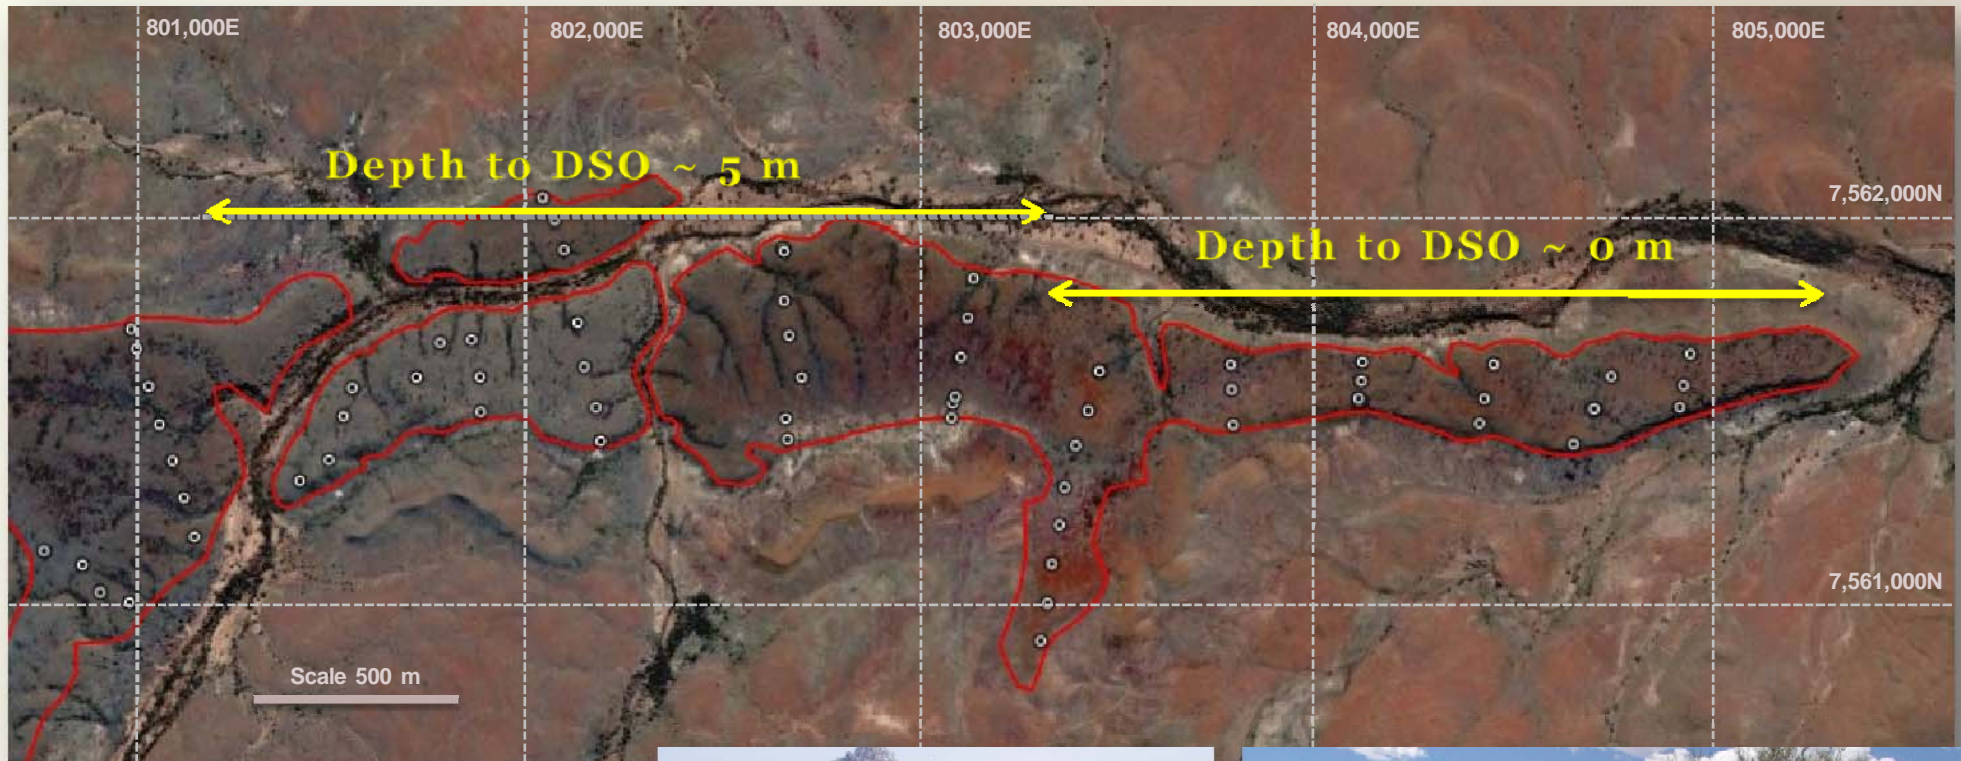 801,000E
802,000E
803,000E
804,000E
805,000E
Depth to DSO ~ 5 m
7,562,000N
Depth to DSO ~ 0 m
7,561,000N
Scale 500 m